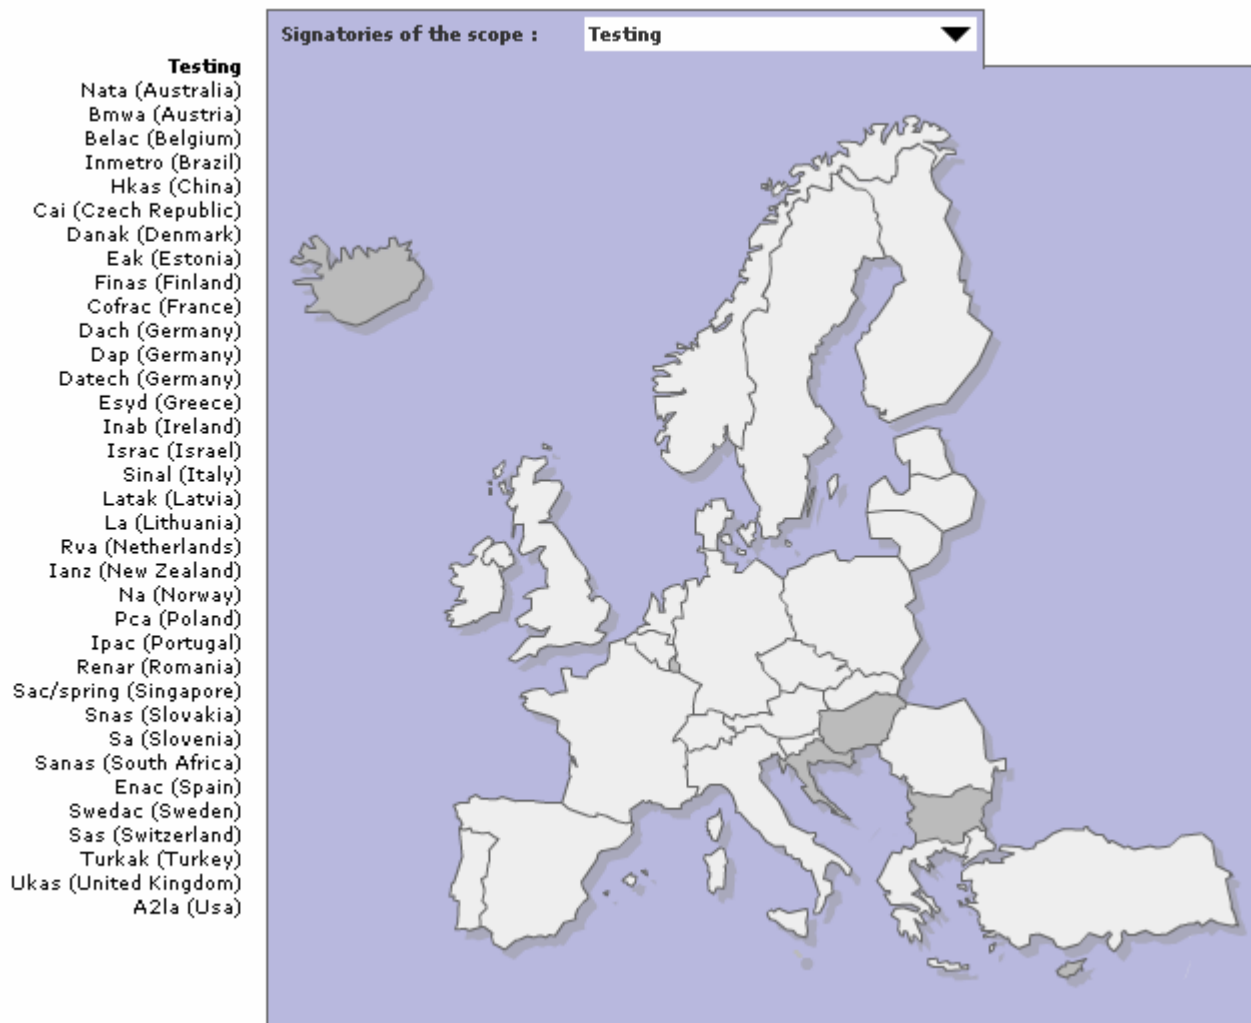 Signatories of the scope : Testing
Testing
Nata (Australia)
Bmwa (Austria)
Belac (Belgium)
Inmetro (Brazil)
Hkas (China)
Cai (Czech Republic)
Danak (Denmark)
Eak (Estonia)
Finas (Finland)
Cofrac (France)
Dach (Germany)
Dap (Germany)
Datech (Germany)
Esyd (Greece)
Inab (Ireland)
Israc (Israel)
Sinal (Italy)
Latak (Latvia)
La (Lithuania)
Rva (Netherlands)
Ianz (New Zealand)
Na (Norway)
Pca (Poland)
Ipac (Portugal)
Renar (Romania)
Sac/spring (Singapore)
Snas (Slovakia)
Sa (Slovenia)
Sanas (South Africa)
Enac (Spain)
Swedac (Sweden)
Sas (Switzerland)
Turkak (Turkey)
Ukas (United Kingdom)
A2la (Usa)